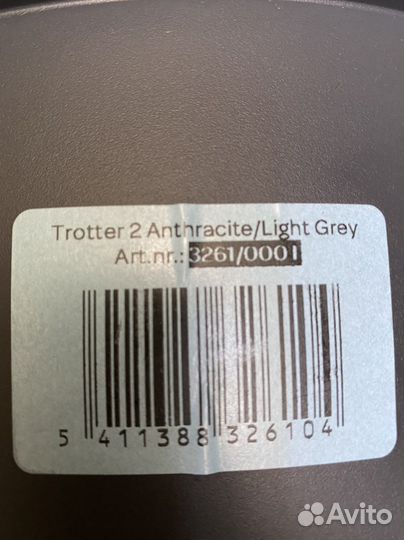 Trotter 2 Anthracite/Light Grey
Art.nr.: 3261/0001
5 411388 326104
Avito